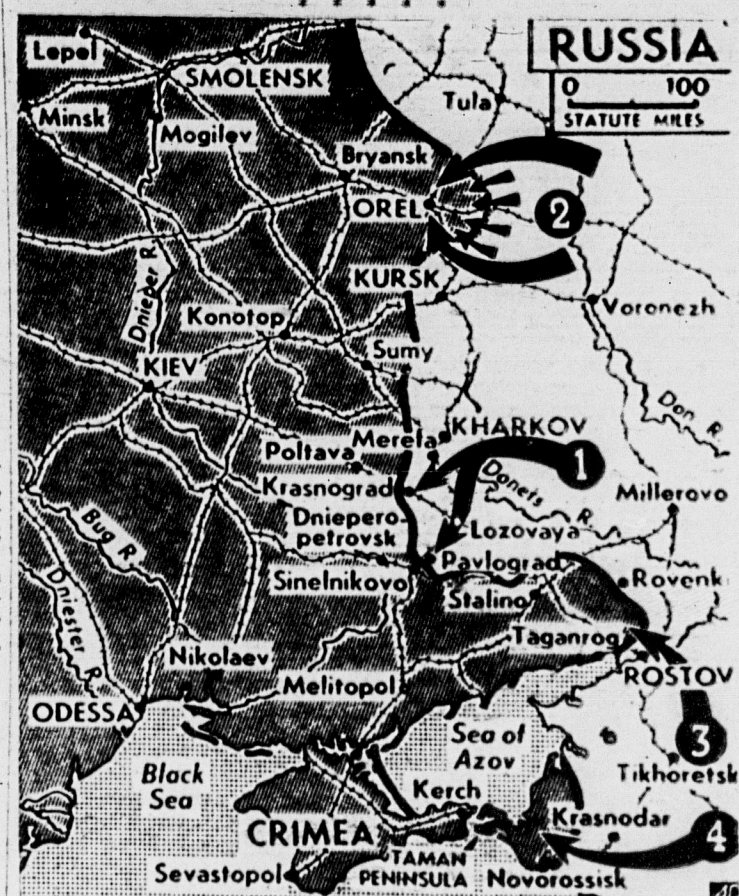 RUSSIA
0 100
STATUTE MILES
Lepel
SMOLENSK
Tula
Minsk
Mogilev
Bryansk
OREL
2
Dnieper R.
KURSK
Voronezh
Konotop
Sumy
KIEV
Don R.
KHARKOV
Merefa
Poltava
1
Krasnograd
Donets R.
Millerovo
Dniepero-
petrovsk
Lozovaya
Bug R.
Pavlograd
Sinelnikovo
Rovenki
Stalino
Dniester R.
Taganrog
Nikolaev
Melitopol
ROSTOV
ODESSA
Sea of
Azov
3
Black
Sea
Tikhoretsk
Kerch
Krasnodar
CRIMEA
4
TAMAN
PENINSULA
Sevastopol
Novorossisk